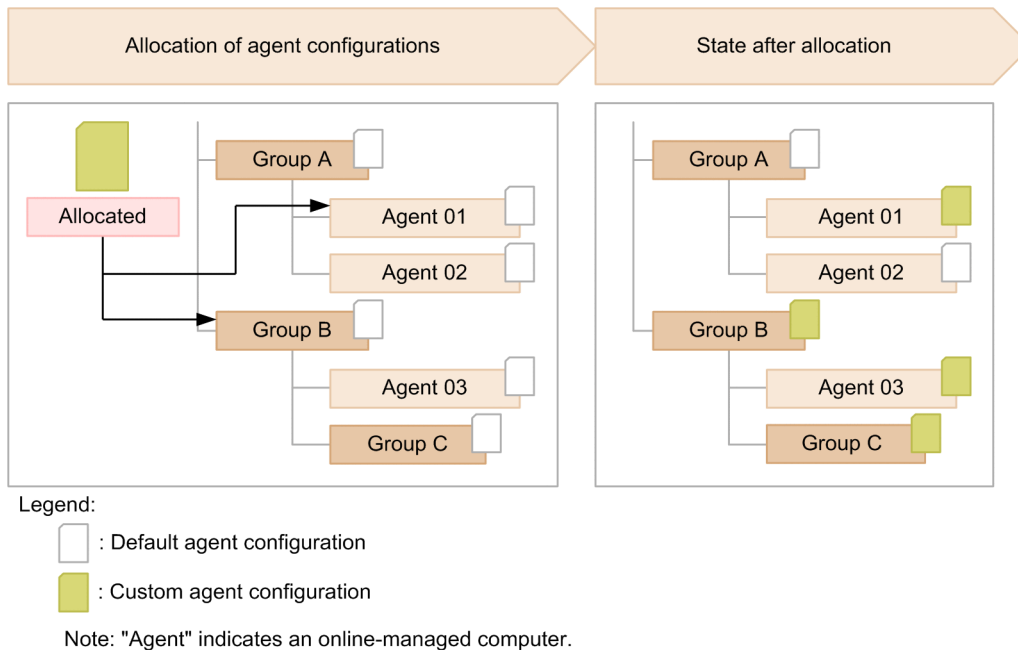 Allocation of agent configurations
State after allocation
Allocated
Group A
Agent 01
Agent 02
Group B
Agent 03
Group C
Group A
Agent 01
Agent 02
Group B
Agent 03
Group C
Legend:
: Default agent configuration
: Custom agent configuration
Note: "Agent" indicates an online-managed computer.